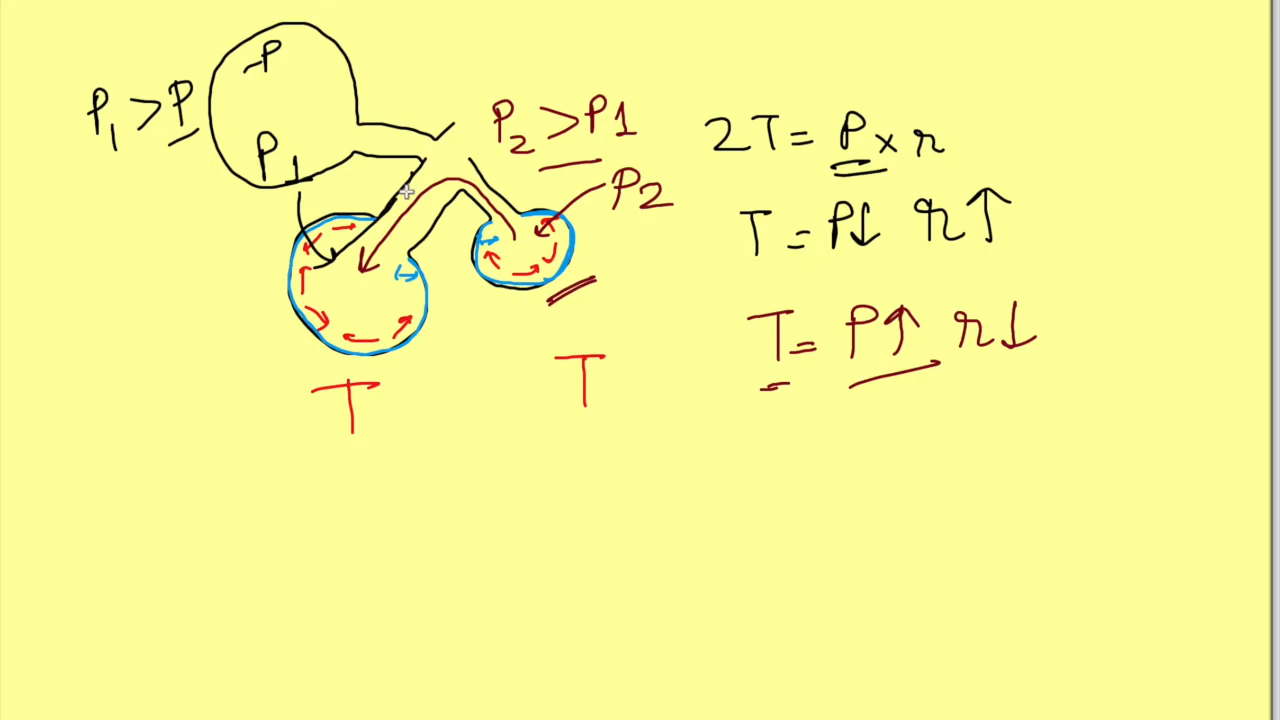 P
P₁ > P
P1
P₂ > P1
P2
2T = P × r
T = P↓ r↑
T = P↑ r↓
T
T